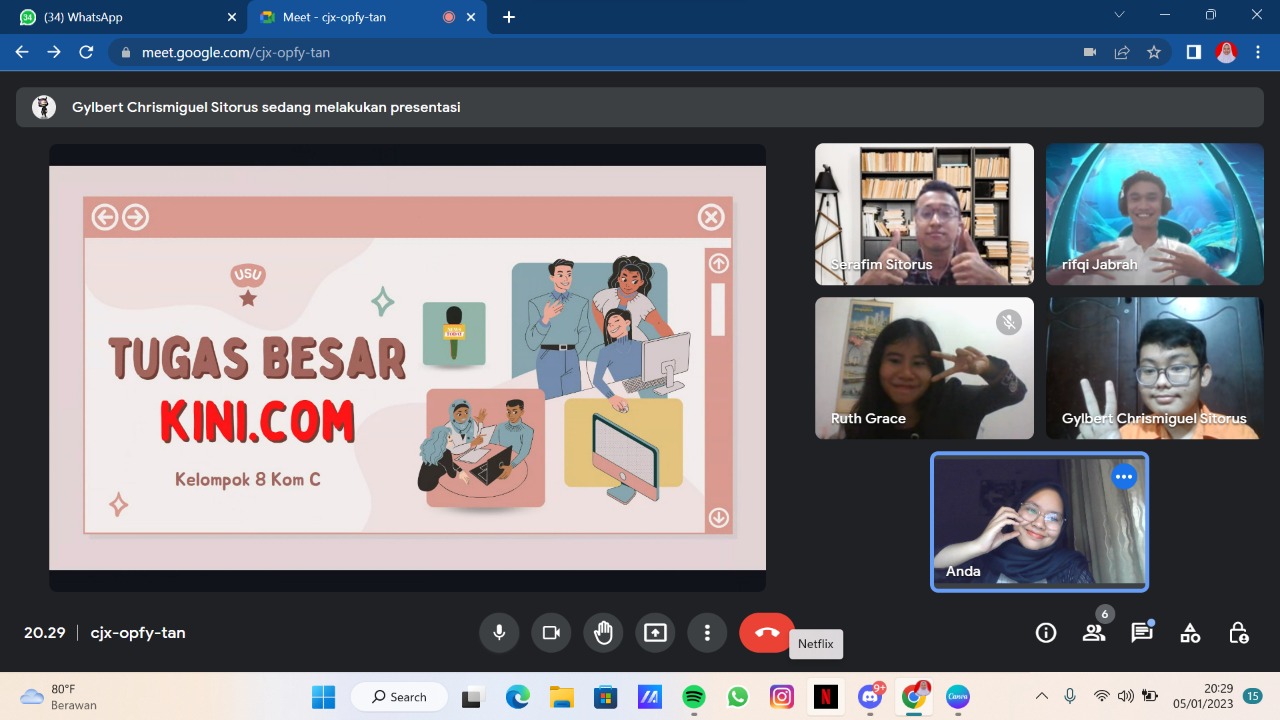 (34) WhatsApp
Meet - cjx-opfy-tan
meet.google.com/cjx-opfy-tan
Gylbert Chrismiguel Sitorus sedang melakukan presentasi
USU
TUGAS BESAR
KINI.COM
Kelompok 8 Kom C
Serafim Sitorus
rifqi Jabrah
Ruth Grace
Gylbert Chrismiguel Sitorus
Anda
20.29
cjx-opfy-tan
6
Netflix
80°F
Berawan
Search
9+
Canva
20:29
05/01/2023
15